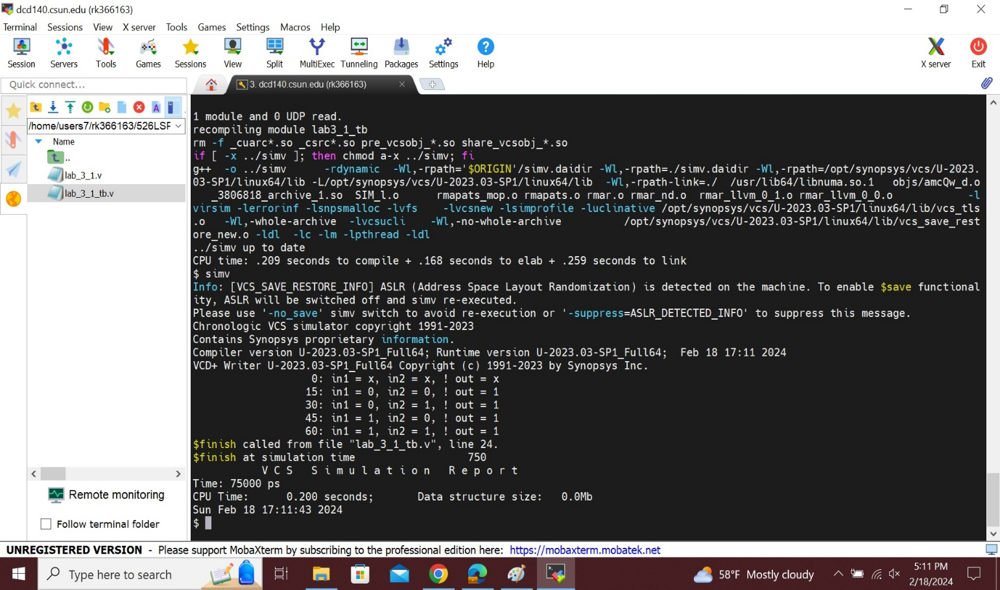 dcd140.csun.edu (rk366163)
Terminal Sessions View X server Tools Games Settings Macros Help
Session Servers Tools Games Sessions View Split MultiExec Tunneling Packages Settings Help X server Exit
Quick connect...
3. dcd140.csun.edu (rk366163)
/home/users7/rk366163/526LSF
Name
..
lab_3_1.v
lab_3_1_tb.v
Remote monitoring
Follow terminal folder
1 module and 0 UDP read.
recompiling module lab3_1_tb
rm -f _cuarc*.so _csrc*.so pre_vcsobj_*.so share_vcsobj_*.so
if [ -x ../simv ]; then chmod a-x ../simv; fi
g++  -o ../simv      -rdynamic  -Wl,-rpath='$ORIGIN'/simv.daidir -Wl,-rpath=./simv.daidir -Wl,-rpath=/opt/synopsys/vcs/U-2023.
03-SP1/linux64/lib -L/opt/synopsys/vcs/U-2023.03-SP1/linux64/lib  -Wl,-rpath-link=./  /usr/lib64/libnuma.so.1   objs/amcQw_d.o
   _3806818_archive_1.so  SIM_l.o      rmapats_mop.o rmapats.o rmar.o rmar_nd.o  rmar_llvm_0_1.o rmar_llvm_0_0.o            -l
virsim -lerrorinf -lsnpsmalloc -lvfs    -lvcsnew -lsimprofile -luclinative /opt/synopsys/vcs/U-2023.03-SP1/linux64/lib/vcs_tls
.o   -Wl,-whole-archive  -lvcsucli    -Wl,-no-whole-archive          /opt/synopsys/vcs/U-2023.03-SP1/linux64/lib/vcs_save_rest
ore_new.o -ldl  -lc -lm -lpthread -ldl
../simv up to date
CPU time: .209 seconds to compile + .168 seconds to elab + .259 seconds to link
$ simv
Info: [VCS_SAVE_RESTORE_INFO] ASLR (Address Space Layout Randomization) is detected on the machine. To enable $save functional
ity, ASLR will be switched off and simv re-executed.
Please use '-no_save' simv switch to avoid re-execution or '-suppress=ASLR_DETECTED_INFO' to suppress this message.
Chronologic VCS simulator copyright 1991-2023
Contains Synopsys proprietary information.
Compiler version U-2023.03-SP1_Full64; Runtime version U-2023.03-SP1_Full64;  Feb 18 17:11 2024
VCD+ Writer U-2023.03-SP1_Full64 Copyright (c) 1991-2023 by Synopsys Inc.
0: in1 = x, in2 = x, ! out = x
15: in1 = 0, in2 = 0, ! out = 1
30: in1 = 0, in2 = 1, ! out = 1
45: in1 = 1, in2 = 0, ! out = 1
60: in1 = 1, in2 = 1, ! out = 1
$finish called from file "lab_3_1_tb.v", line 24.
$finish at simulation time                  750
V C S   S i m u l a t i o n   R e p o r t
Time: 75000 ps
CPU Time:      0.200 seconds;       Data structure size:   0.0Mb
Sun Feb 18 17:11:43 2024
$
UNREGISTERED VERSION - Please support MobaXterm by subscribing to the professional edition here: https://mobaxterm.mobatek.net
Type here to search
58°F Mostly cloudy
5:11 PM
2/18/2024